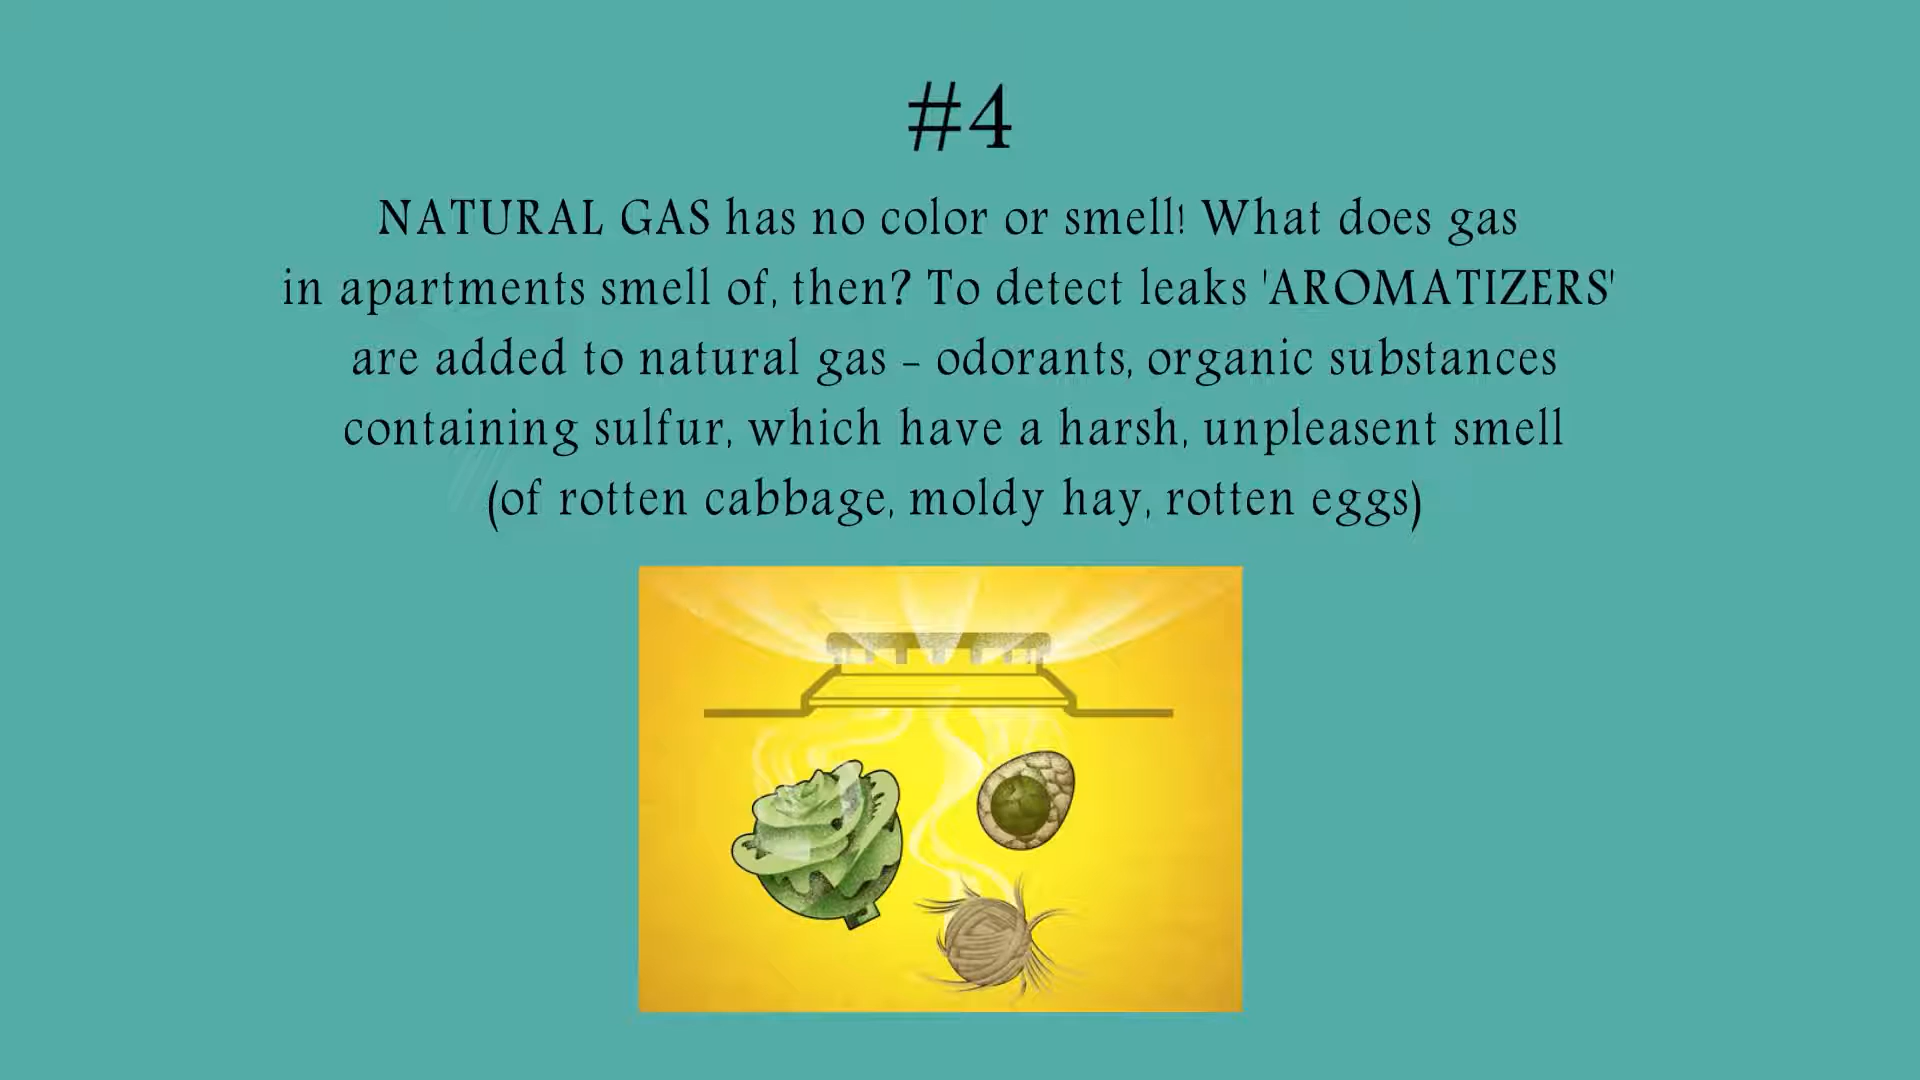 #4
NATURAL GAS has no color or smell! What does gas
in apartments smell of, then? To detect leaks 'AROMATIZERS'
are added to natural gas - odorants, organic substances
containing sulfur, which have a harsh, unpleasent smell
(of rotten cabbage, moldy hay, rotten eggs)